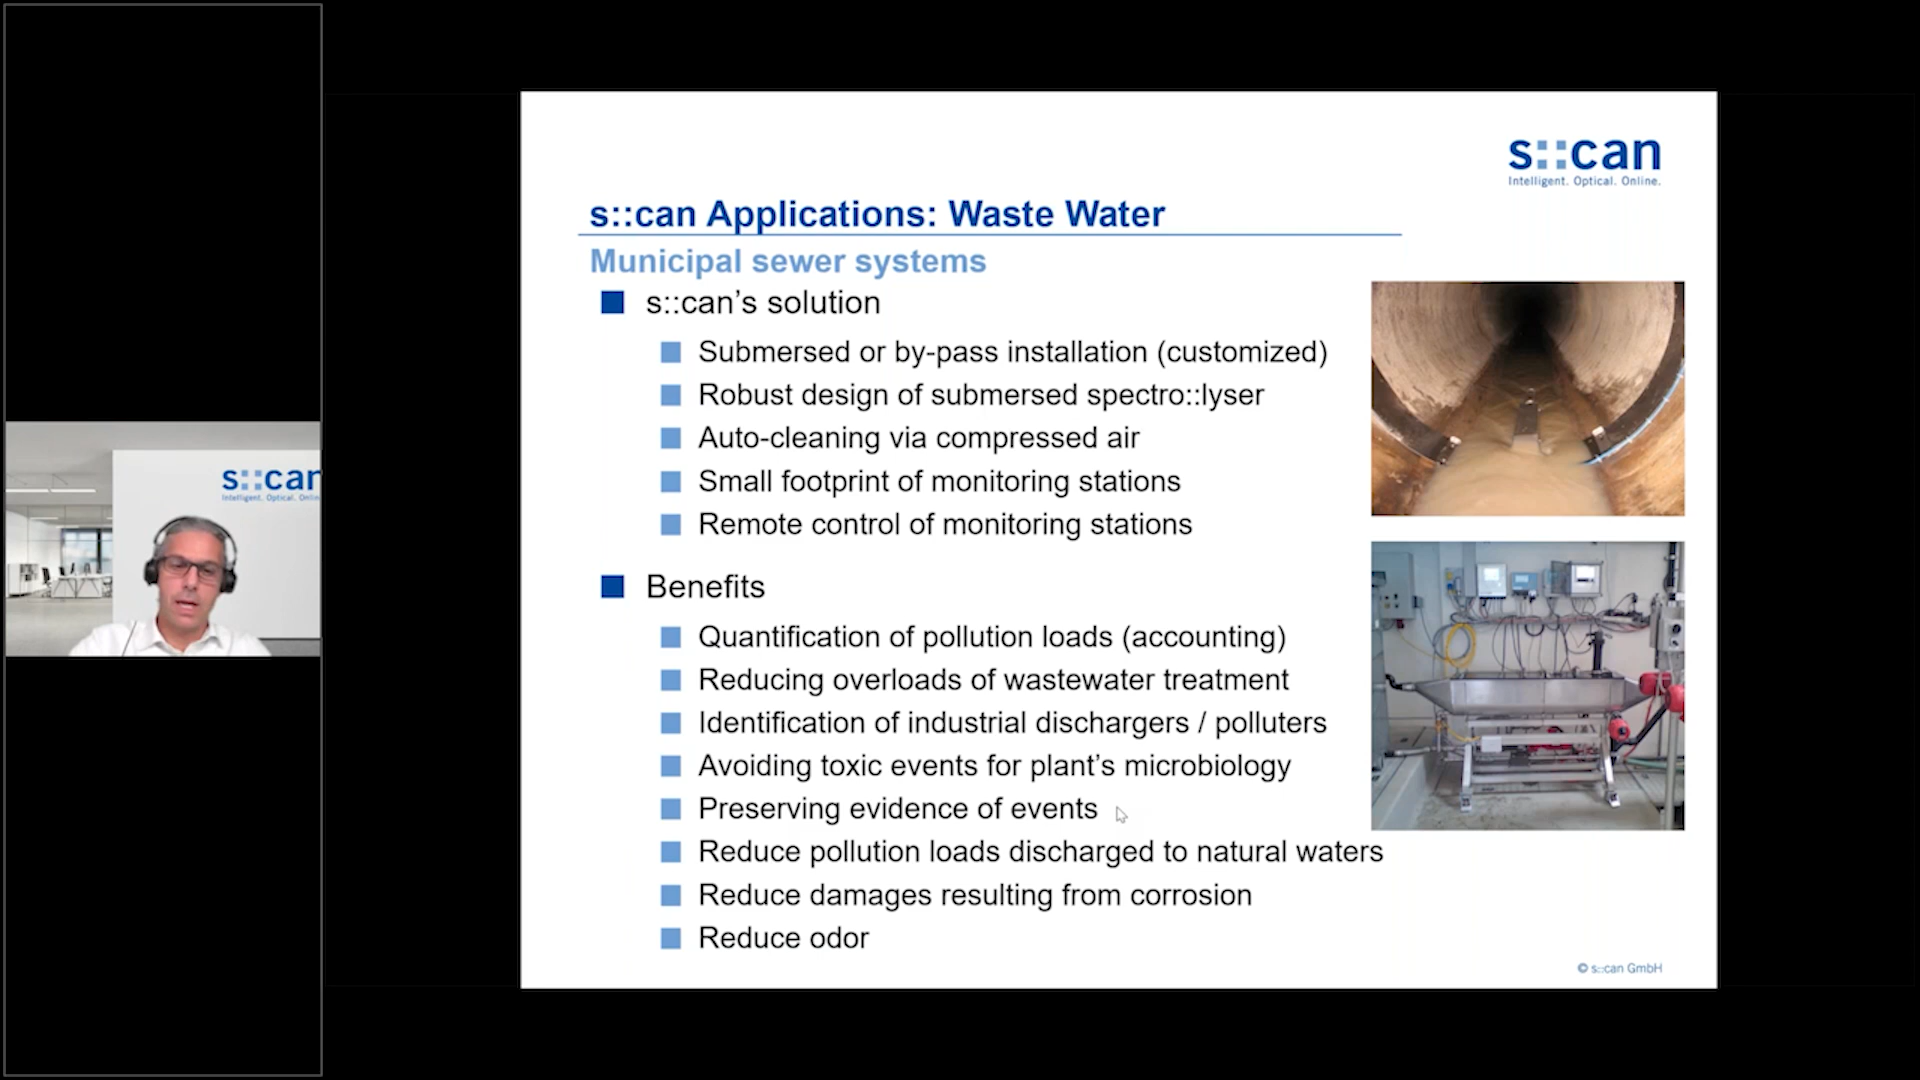 s::can
Intelligent. Optical. Online.
s::can Applications: Waste Water
Municipal sewer systems
s::can's solution
Submersed or by-pass installation (customized)
Robust design of submersed spectro::lyser
Auto-cleaning via compressed air
Small footprint of monitoring stations
Remote control of monitoring stations
Benefits
Quantification of pollution loads (accounting)
Reducing overloads of wastewater treatment
Identification of industrial dischargers / polluters
Avoiding toxic events for plant's microbiology
Preserving evidence of events
Reduce pollution loads discharged to natural waters
Reduce damages resulting from corrosion
Reduce odor
© s::can GmbH
s::can
Intelligent. Optical. Onlin